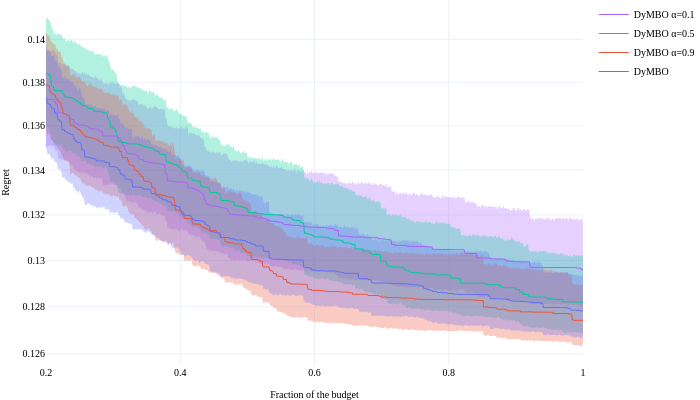 DyMBO α=0.1
DyMBO α=0.5
DyMBO α=0.9
DyMBO
0.14
0.138
0.136
0.134
0.132
0.13
0.128
0.126
Regret
0.2
0.4
0.6
0.8
1
Fraction of the budget